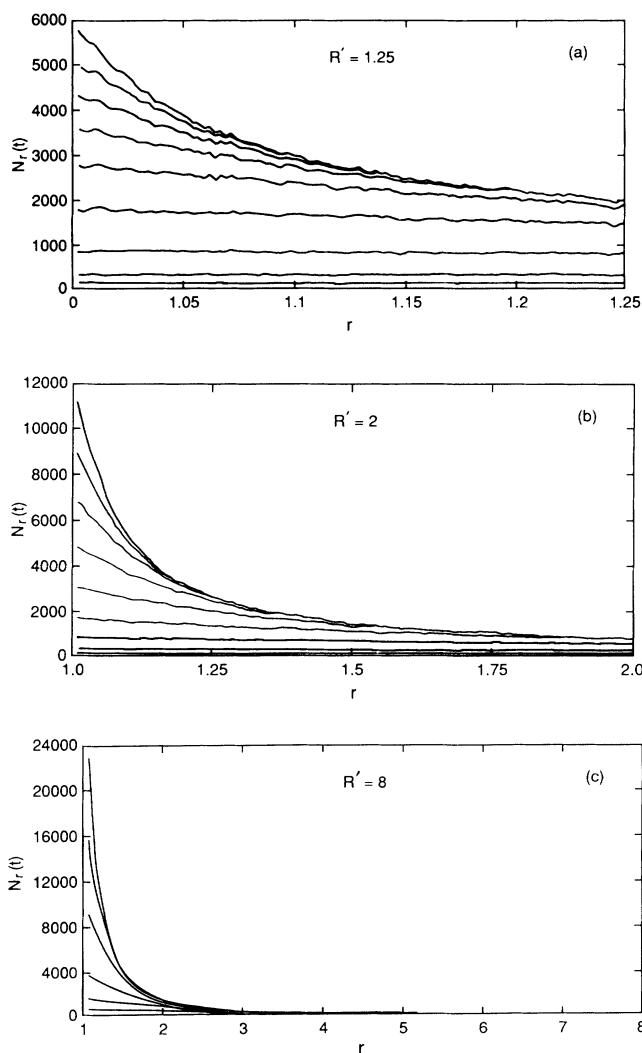 6000
5000
4000
3000
2000
1000
0
N_r(t)
R′ = 1.25
(a)
0 1.05 1.1 1.15 1.2 1.25
r
12000
10000
8000
6000
4000
2000
0
N_r(t)
R′ = 2
(b)
1.0 1.25 1.5 1.75 2.0
r
24000
20000
16000
12000
8000
4000
0
N_r(t)
R′ = 8
(c)
1 2 3 4 5 6 7 8
r